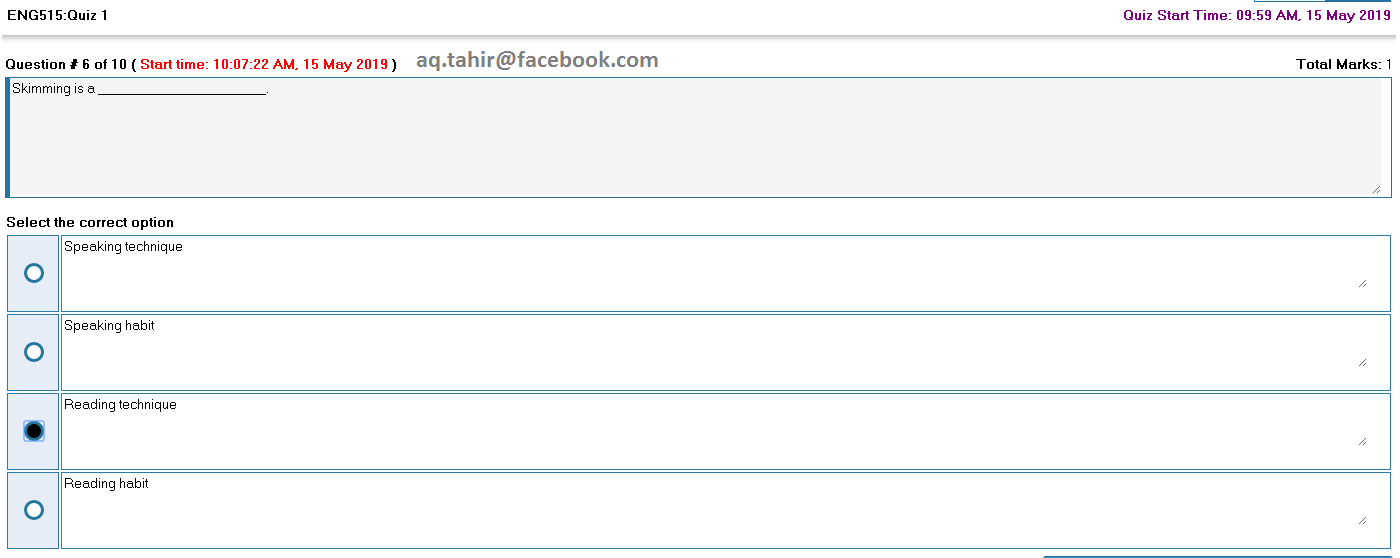 ENG515:Quiz 1 Quiz Start Time: 09:59 AM, 15 May 2019
Question # 6 of 10 ( Start time: 10:07:22 AM, 15 May 2019 ) aq.tahir@facebook.com Total Marks: 1
Skimming is a ______________________.
Select the correct option
Speaking technique
Speaking habit
Reading technique
Reading habit